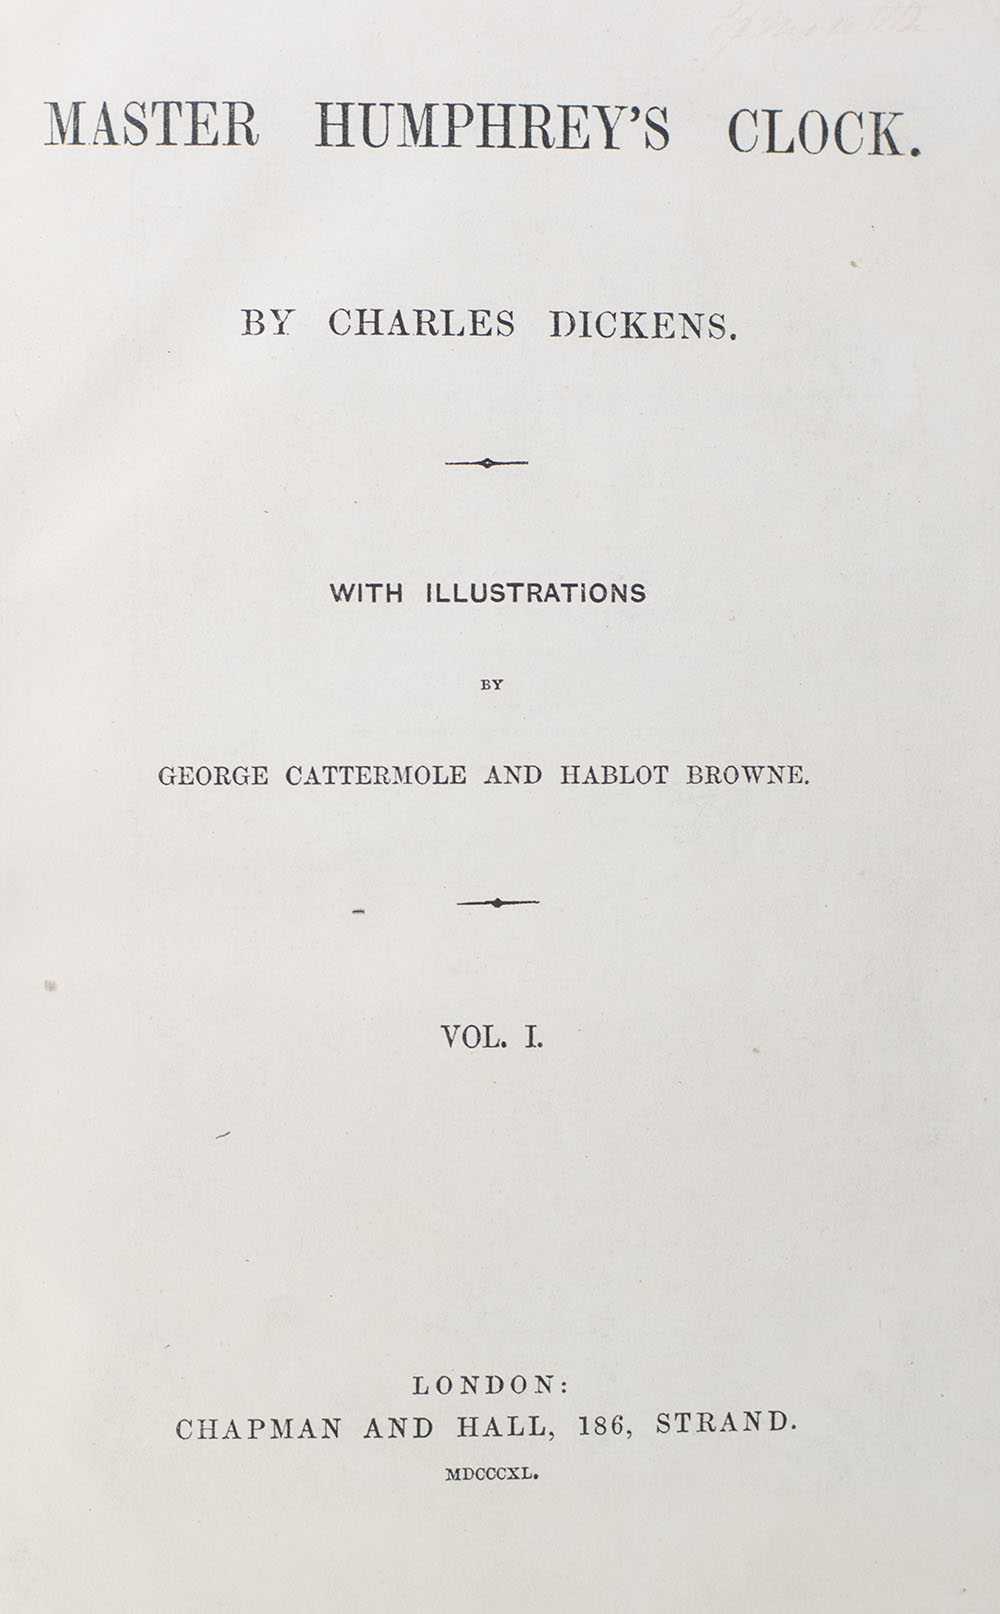 MASTER HUMPHREY'S CLOCK.
BY CHARLES DICKENS.
WITH ILLUSTRATIONS
BY
GEORGE CATTERMOLE AND HABLOT BROWNE.
VOL. I.
LONDON:
CHAPMAN AND HALL, 186, STRAND.
MDCCCXL.